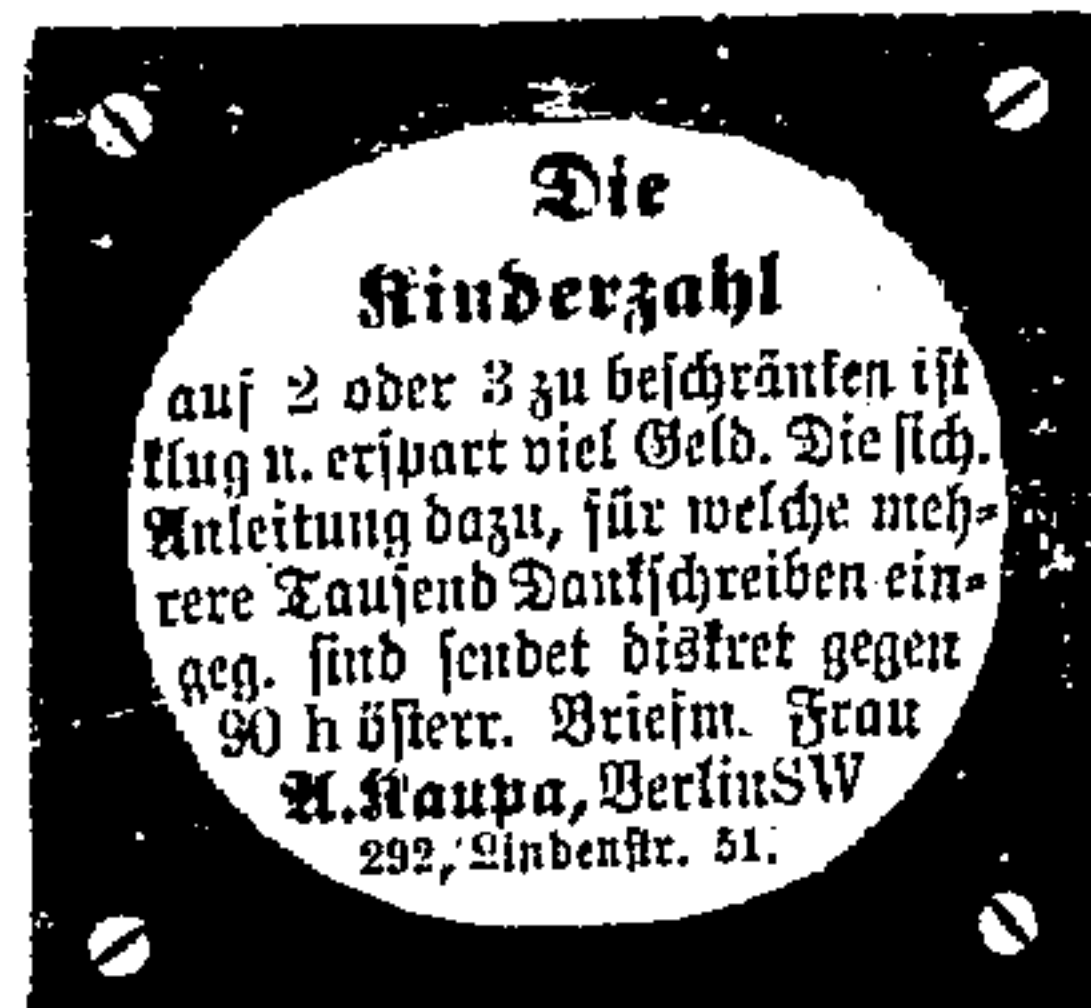 Die
Kinderzahl
auf 2 oder 3 zu beschränken ist
klug u. erspart viel Geld. Die sich.
Anleitung dazu, für welche meh-
rere Tausend Dankschreiben ein-
geg. sind sendet diskret gegen
90 h österr. Briefm. Frau
A. Kaupa, Berlin SW
292, Lindenstr. 51.